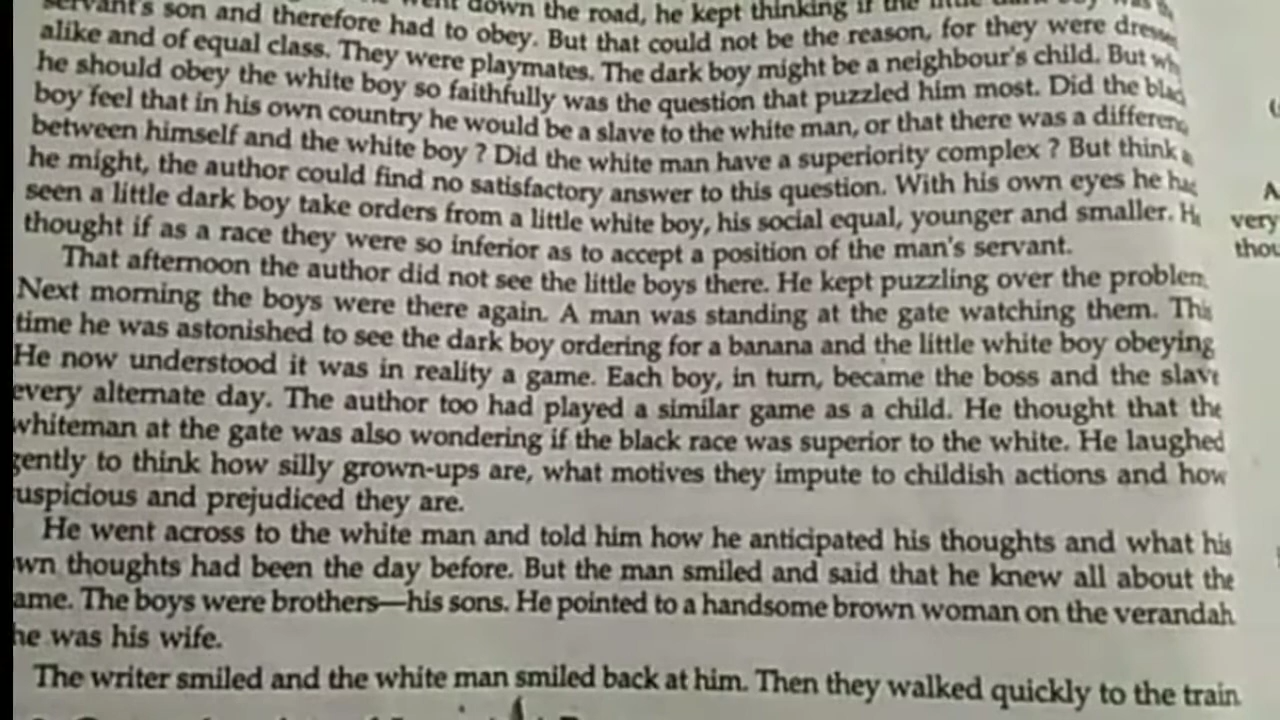 servant's son and therefore had to obey. But that could not be the reason, for they were
went down the road, he kept thinking if the
alike and of equal class. They were playmates. The dark boy might be a neighbour's child. But
he should obey the white boy so faithfully was the question that puzzled him most. Did the
boy feel that in his own country he would be a slave to the white man, or that there was a
between himself and the white boy ? Did the white man have a superiority complex ? But think
he might, the author could find no satisfactory answer to this question. With his own eyes he
seen a little dark boy take orders from a little white boy, his social equal, younger and smaller.
thought if as a race they were so inferior as to accept a position of the man's servant.
That afternoon the author did not see the little boys there. He kept puzzling over the
Next morning the boys were there again. A man was standing at the gate watching them.
time he was astonished to see the dark boy ordering for a banana and the little white boy obeying
He now understood it was in reality a game. Each boy, in turn, became the boss and the
every alternate day. The author too had played a similar game as a child. He thought that the
whiteman at the gate was also wondering if the black race was superior to the white. He laughed
gently to think how silly grown-ups are, what motives they impute to childish actions and how
uspicious and prejudiced they are.
He went across to the white man and told him how he anticipated his thoughts and what his
wn thoughts had been the day before. But the man smiled and said that he knew all about the
ame. The boys were brothers—his sons. He pointed to a handsome brown woman on the verandah
he was his wife.
The writer smiled and the white man smiled back at him. Then they walked quickly to the train
A
very
thou